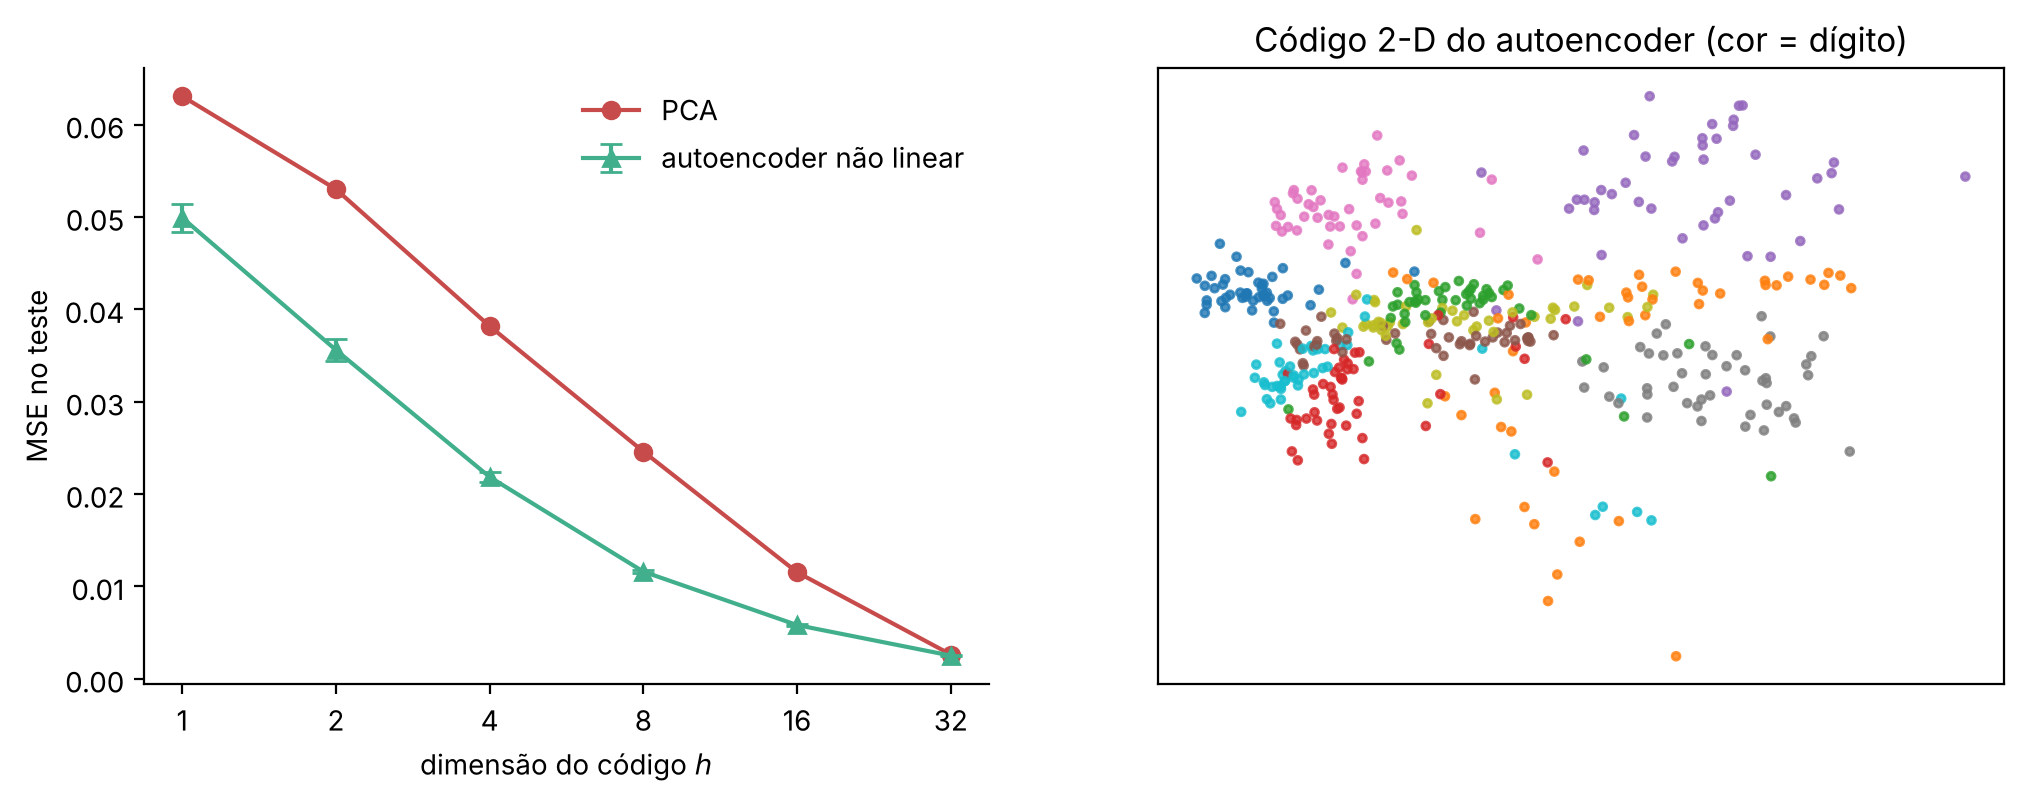 MSE no teste
0.06
0.05
0.04
0.03
0.02
0.01
0.00
1 2 4 8 16 32
dimensão do código h
PCA
autoencoder não linear
Código 2-D do autoencoder (cor = dígito)